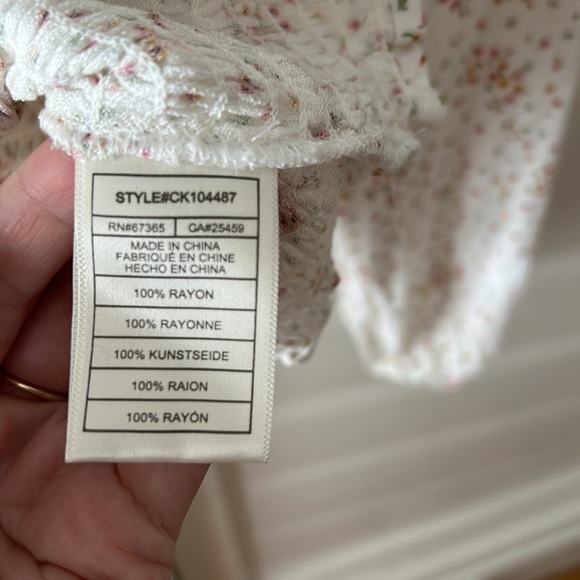 STYLE#CK104487
RN#67365 CA#25459
MADE IN CHINA
FABRIQUÉ EN CHINE
HECHO EN CHINA
100% RAYON
100% RAYONNE
100% KUNSTSEIDE
100% RAION
100% RAYÓN